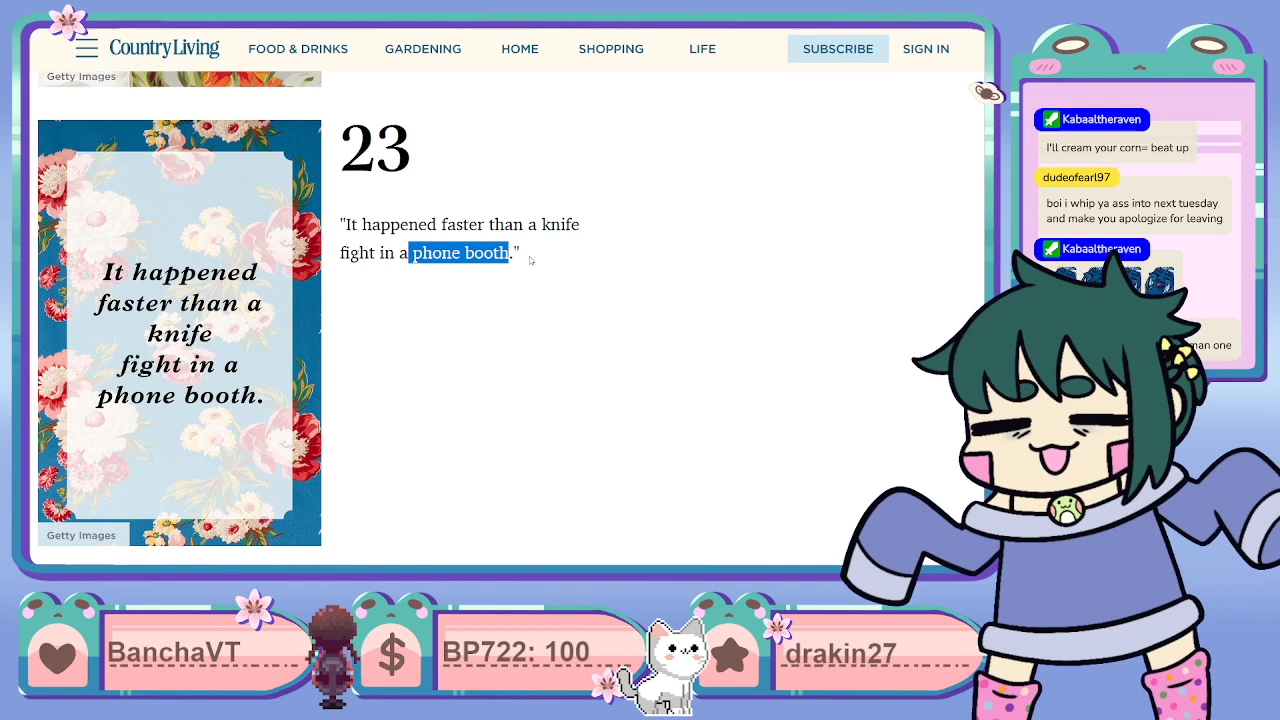 CountryLiving
FOOD & DRINKS
GARDENING
HOME
SHOPPING
LIFE
SUBSCRIBE
SIGN IN
Getty Images
23
"It happened faster than a knife
fight in a phone booth."
It happened
faster than a
knife
fight in a
phone booth.
Getty Images
Kabaaltheraven
I'll cream your corn= beat up
dudeofearl97
boi i whip ya ass into next tuesday
and make you apologize for leaving
Kabaaltheraven
man one
BanchaVT
$
BP722: 100
drakin27